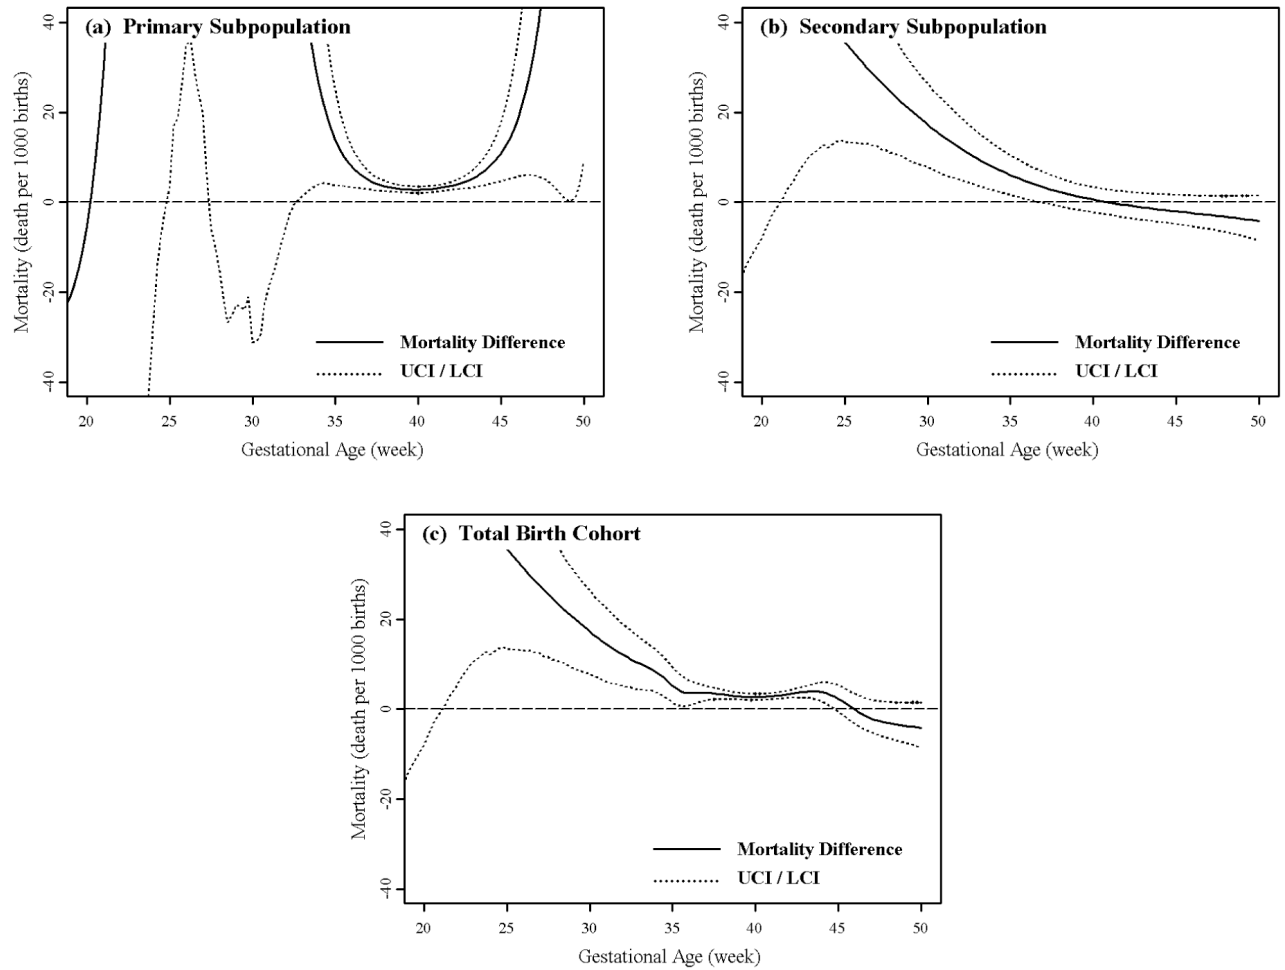 (a) Primary Subpopulation
Mortality (death per 1000 births)
40
20
0
-20
-40
Mortality Difference
UCI / LCI
20 25 30 35 40 45 50
Gestational Age (week)
(b) Secondary Subpopulation
Mortality (death per 1000 births)
40
20
0
-20
-40
Mortality Difference
UCI / LCI
20 25 30 35 40 45 50
Gestational Age (week)
(c) Total Birth Cohort
Mortality (death per 1000 births)
40
20
0
-20
-40
Mortality Difference
UCI / LCI
20 25 30 35 40 45 50
Gestational Age (week)